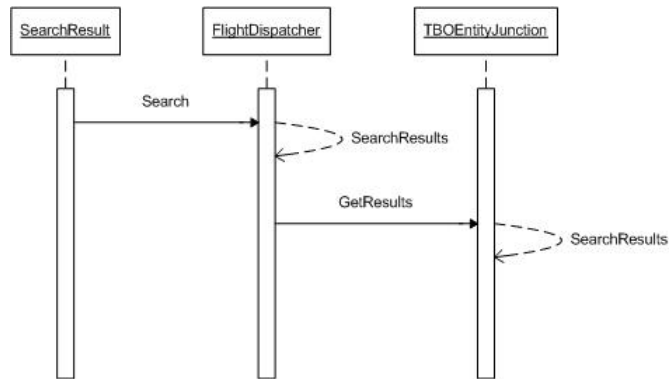 SearchResult
FlightDispatcher
TBOEntityJunction
Search
SearchResults
GetResults
SearchResults